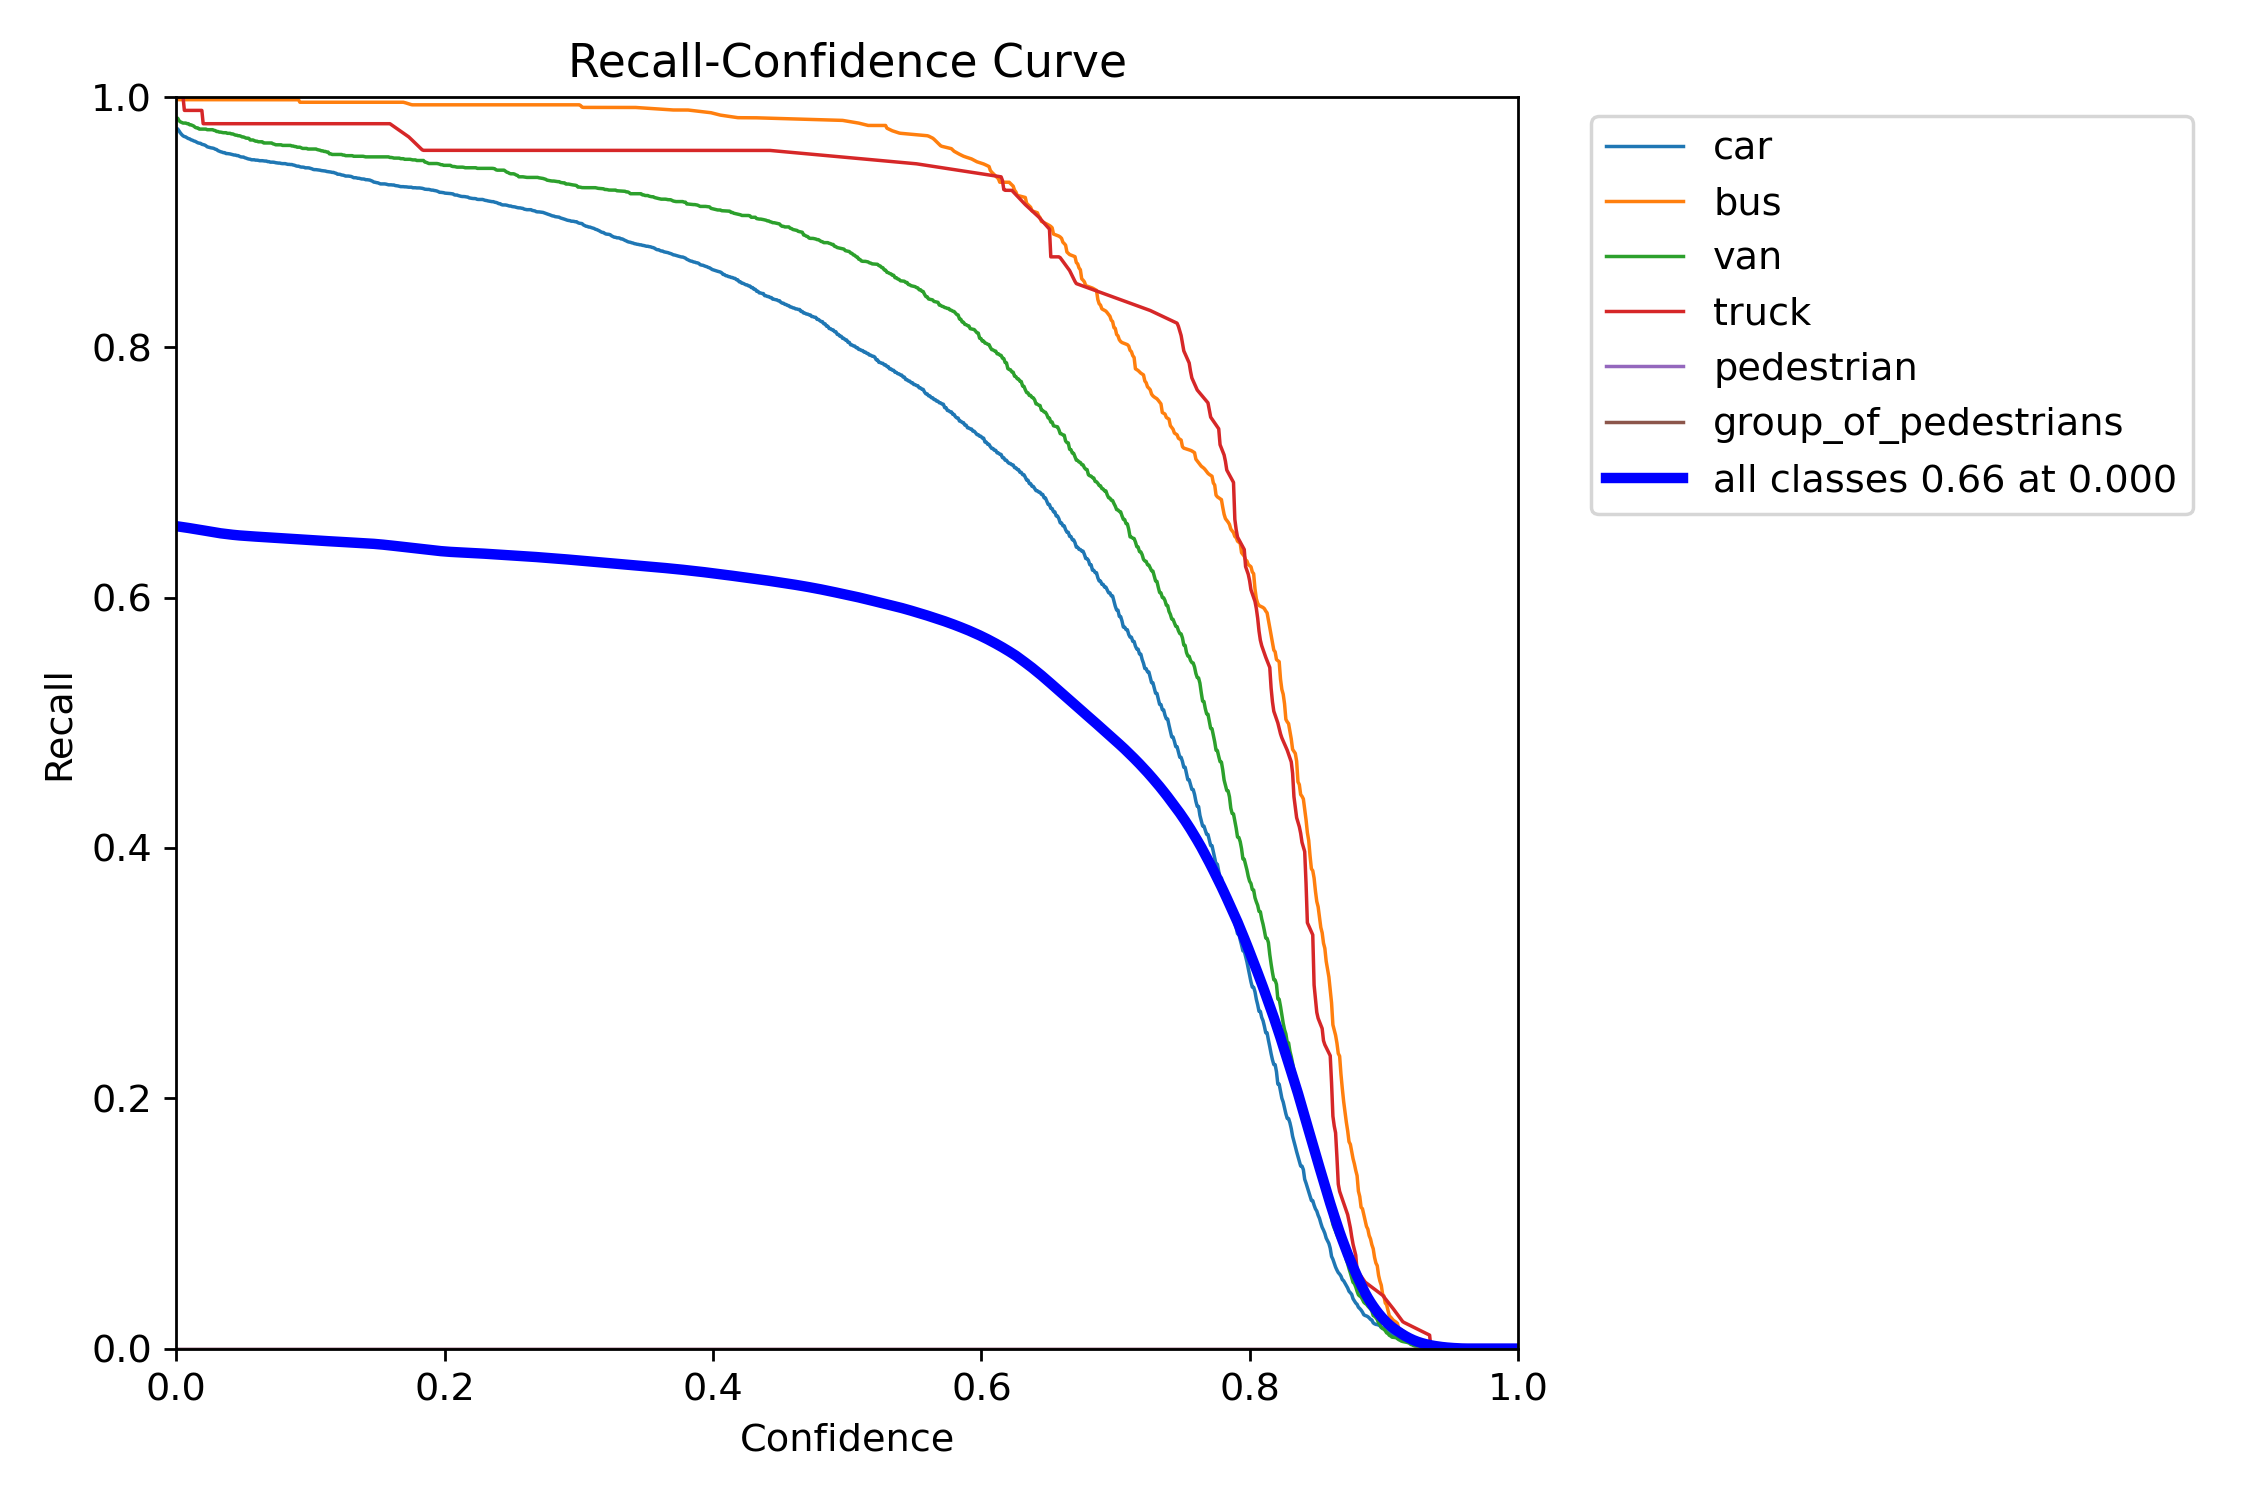 Recall-Confidence Curve
1.0
0.8
0.6
0.4
0.2
0.0
Recall
0.0 0.2 0.4 0.6 0.8 1.0
Confidence
car
bus
van
truck
pedestrian
group_of_pedestrians
all classes 0.66 at 0.000